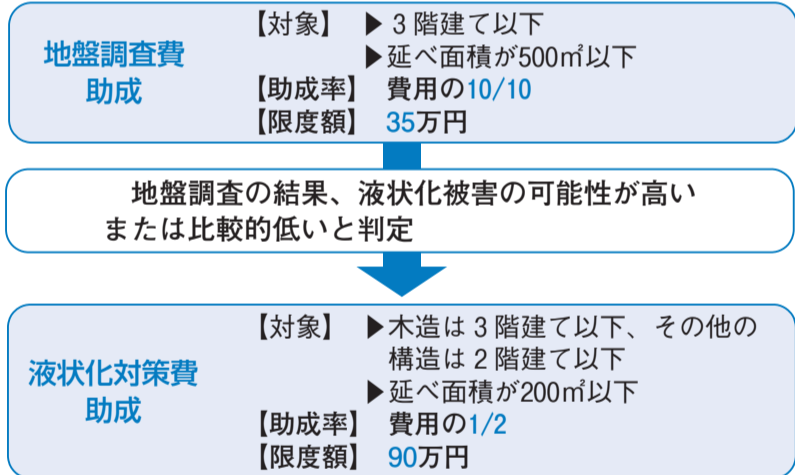 地盤調査費
助成
【対象】 ▶３階建て以下
▶延べ面積が500㎡以下
【助成率】 費用の10/10
【限度額】 35万円
地盤調査の結果、液状化被害の可能性が高い
または比較的低いと判定
液状化対策費
助成
【対象】 ▶木造は３階建て以下、その他の
構造は２階建て以下
▶延べ面積が200㎡以下
【助成率】 費用の1/2
【限度額】 90万円